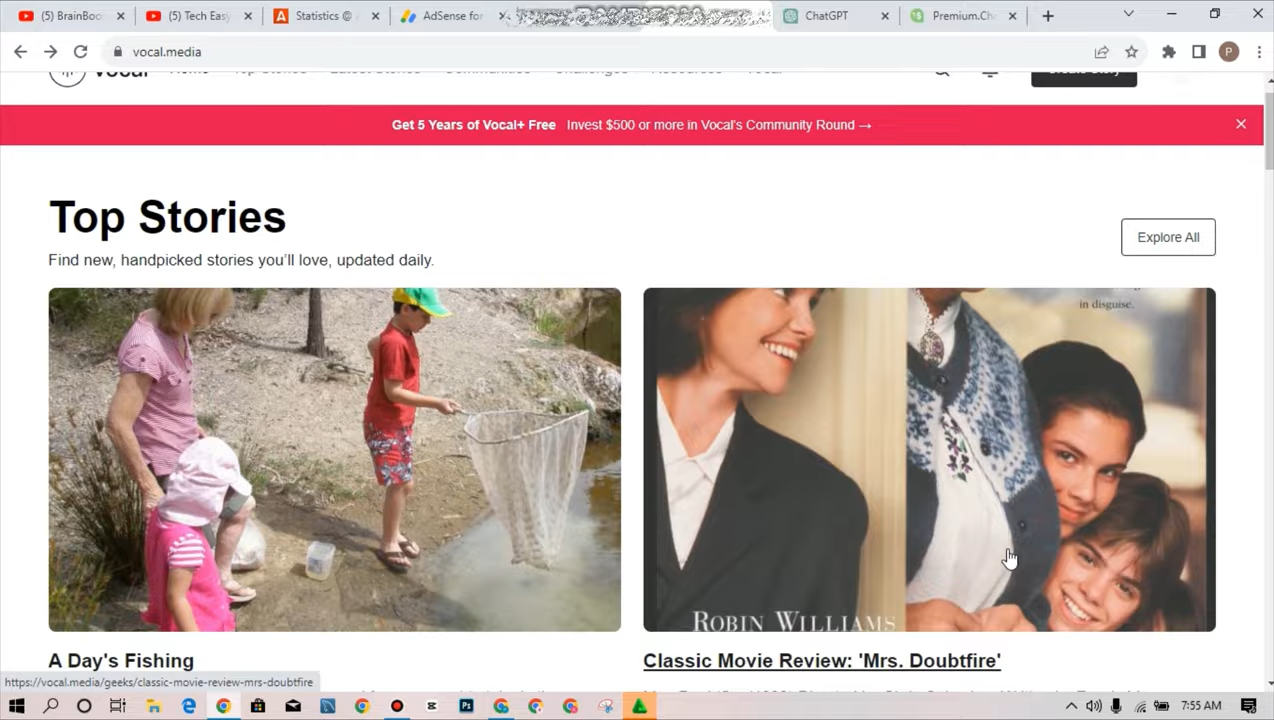 (5) BrainBoo
(5) Tech Easy
Statistics @
AdSense for
ChatGPT
Premium.Ch
vocal.media
P
Get 5 Years of Vocal+ Free Invest $500 or more in Vocal's Community Round →
Top Stories
Explore All
Find new, handpicked stories you'll love, updated daily.
in disguise.
ROBIN WILLIAMS
A Day's Fishing
Classic Movie Review: 'Mrs. Doubtfire'
https://vocal.media/geeks/classic-movie-review-mrs-doubtfire
7:55 AM